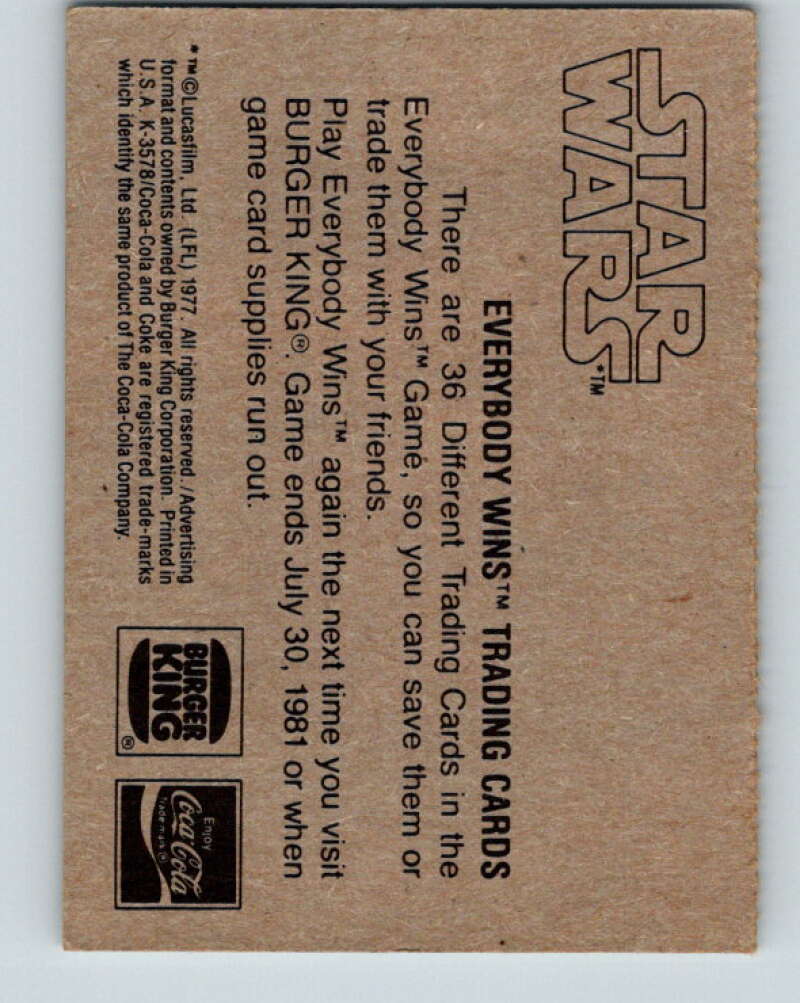 STAR
WARS*™
EVERYBODY WINS™ TRADING CARDS
There are 36 Different Trading Cards in the
Everybody Wins™ Game, so you can save them or
trade them with your friends.
Play Everybody Wins™ again the next time you visit
BURGER KING®. Game ends July 30, 1981 or when
game card supplies run out.
*™©Lucasfilm, Ltd. (LFL) 1977. All rights reserved./Advertising
format and contents owned by Burger King Corporation. Printed in
U.S.A. K-3578/Coca-Cola and Coke are registered trade-marks
which identify the same product of The Coca-Cola Company.
BURGER
KING
®
Enjoy
Coca-Cola
Trade-mark®